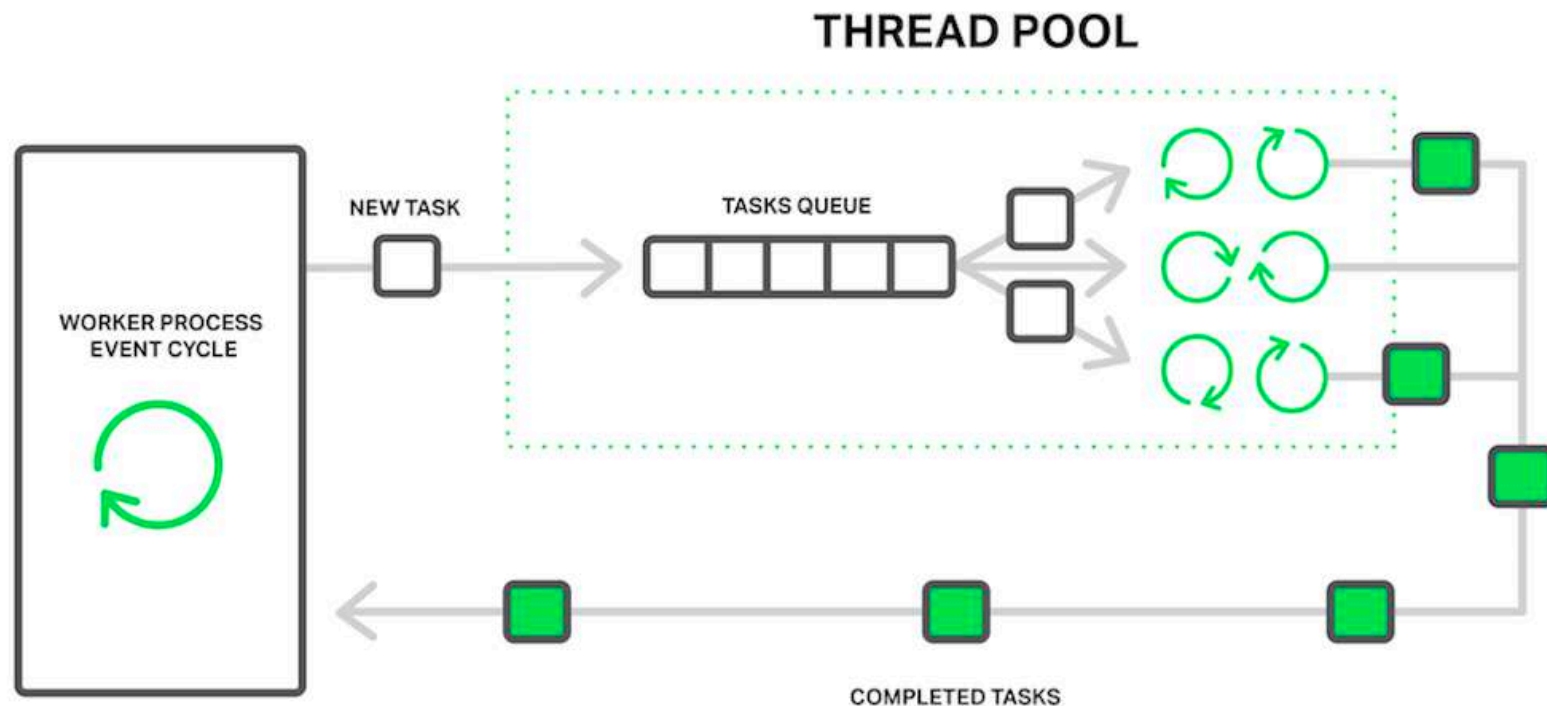 THREAD POOL
NEW TASK
TASKS QUEUE
WORKER PROCESS
EVENT CYCLE
COMPLETED TASKS